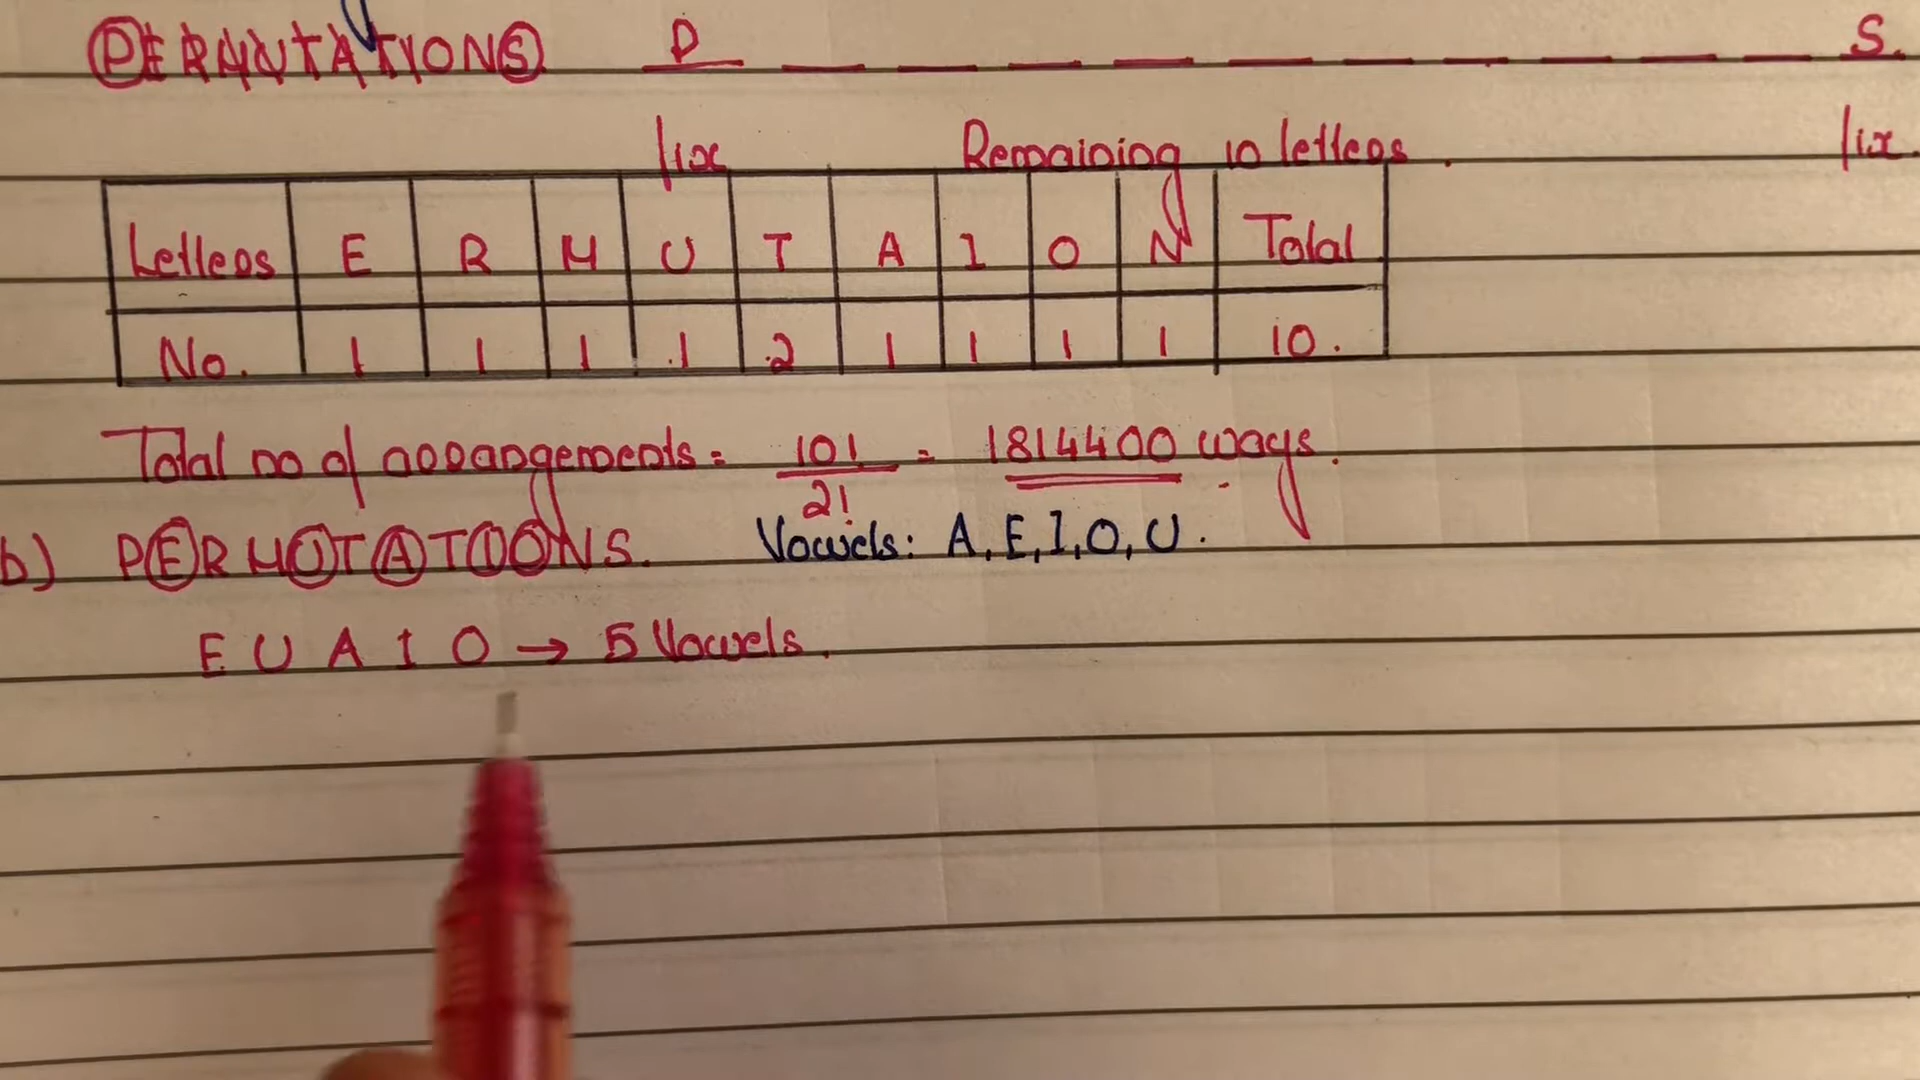 PERMUTATIONS P S.
fix Remaining 10 letters. fix.
Letters E R M U T A I O N Total
No. 1 1 1 1 2 1 1 1 1 10.
Total no of arrangements = 10! / 2! = 1814400 ways.
b) PERMUTATIONS. Vowels: A, E, I, O, U.
E U A I O → 5 Vowels.